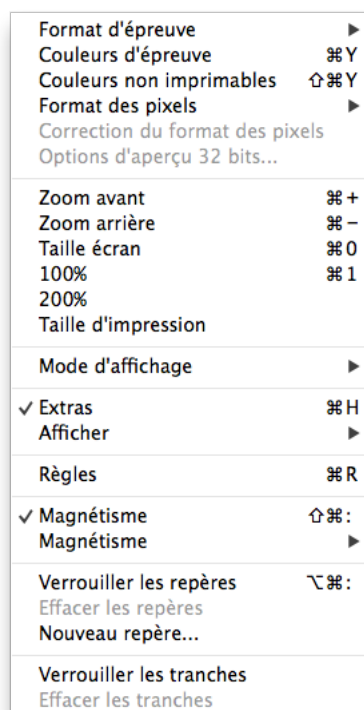 Format d'épreuve ▶
Couleurs d'épreuve ⌘Y
Couleurs non imprimables ⇧⌘Y
Format des pixels ▶
Correction du format des pixels
Options d'aperçu 32 bits...
Zoom avant ⌘+
Zoom arrière ⌘−
Taille écran ⌘0
100% ⌘1
200%
Taille d'impression
Mode d'affichage ▶
✓ Extras ⌘H
Afficher ▶
Règles ⌘R
✓ Magnétisme ⇧⌘:
Magnétisme ▶
Verrouiller les repères ⌥⌘:
Effacer les repères
Nouveau repère...
Verrouiller les tranches
Effacer les tranches